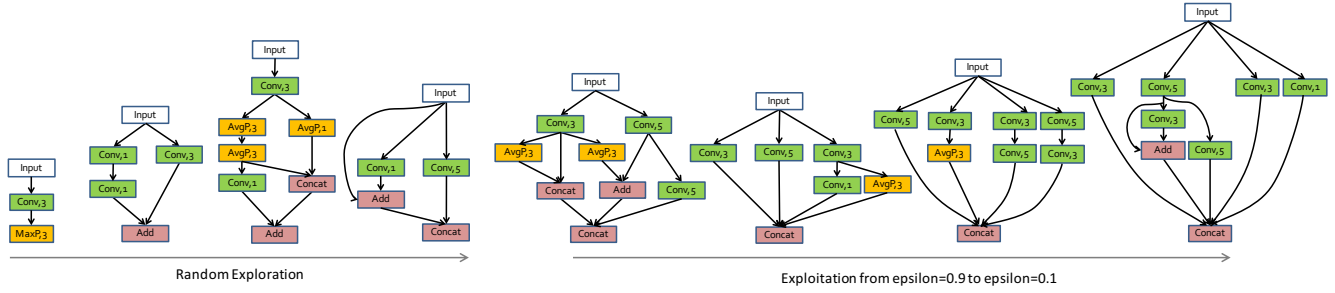 Input
Conv,3
MaxP,3
Input
Conv,1
Conv,3
Conv,1
Add
Input
Conv,3
AvgP,3
AvgP,1
AvgP,3
Conv,1
Concat
Add
Input
Conv,1
Conv,5
Add
Concat
Random Exploration
Input
Conv,3
Conv,5
AvgP,3
AvgP,3
Concat
Add
Conv,5
Concat
Input
Conv,3
Conv,5
Conv,3
Conv,1
AvgP,3
Concat
Input
Conv,5
Conv,3
Conv,3
Conv,5
AvgP,3
Conv,5
Conv,3
Concat
Input
Conv,3
Conv,5
Conv,3
Conv,1
Conv,3
Add
Conv,5
Concat
Exploitation from epsilon=0.9 to epsilon=0.1